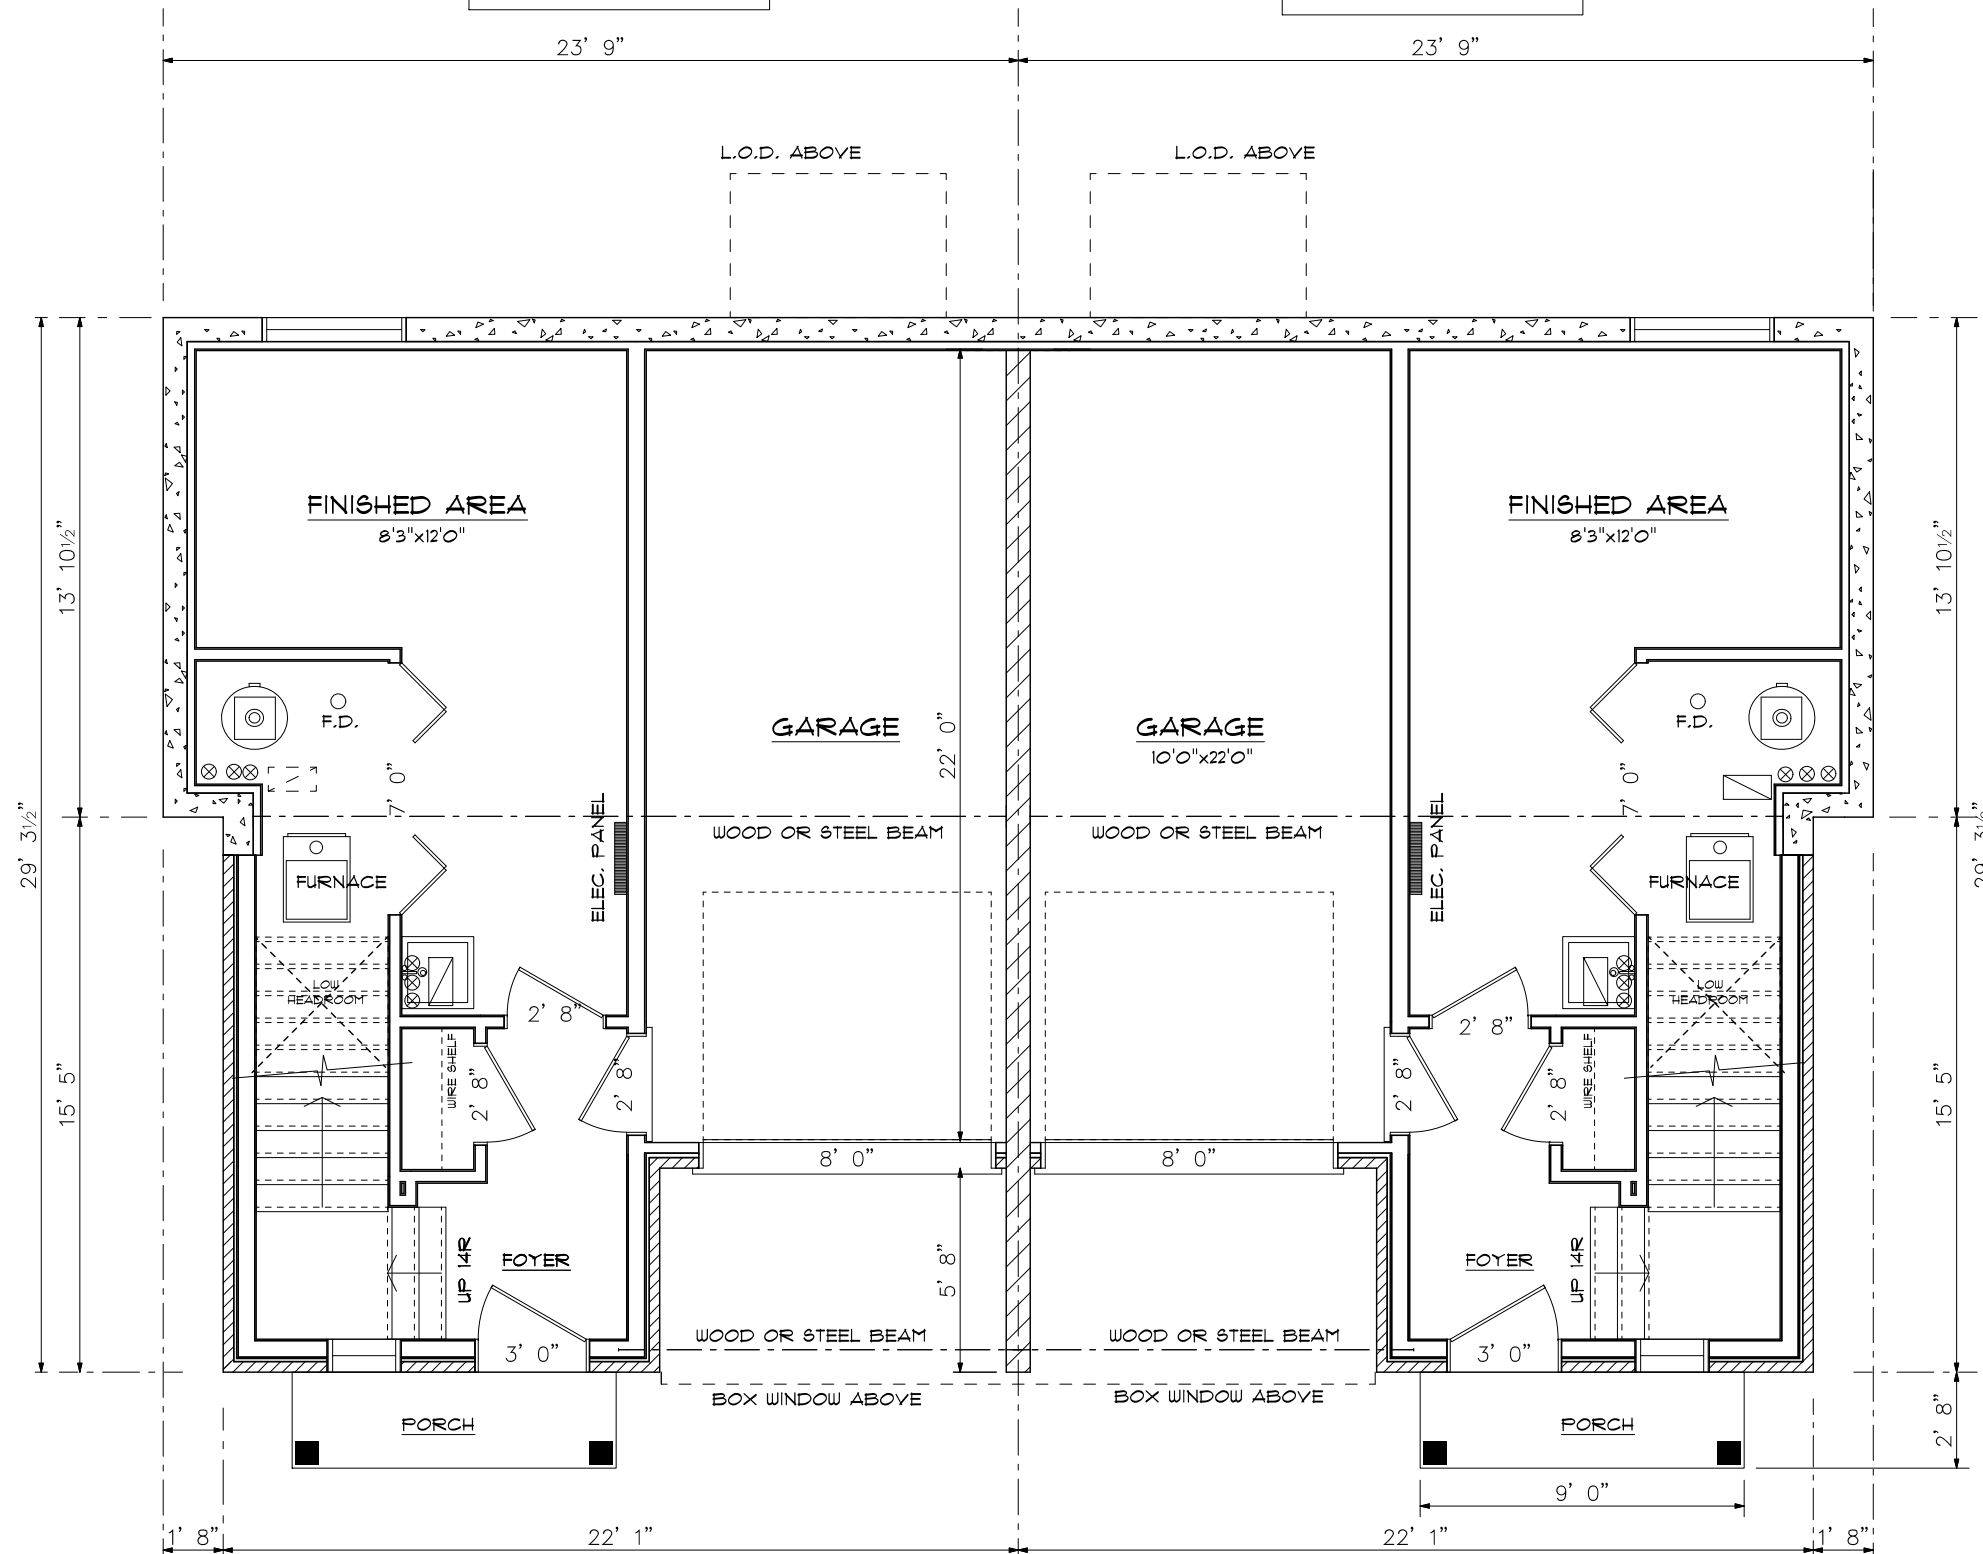 23' 9" 23' 9"
L.O.D. ABOVE L.O.D. ABOVE
FINISHED AREA FINISHED AREA
8'3"x12'0" 8'3"x12'0"
13' 10½" 13' 10½"
F.D. GARAGE GARAGE F.D.
22' 0" 10'0"x22'0"
7' 0" 7' 0"
29' 3½" 29' 3½"
ELEC. PANEL WOOD OR STEEL BEAM WOOD OR STEEL BEAM ELEC. PANEL
FURNACE FURNACE
LOW LOW
HEADROOM HEADROOM
2' 8" 2' 8"
WIRE SHELF WIRE SHELF
2' 8" 2' 8" 2' 8" 2' 8"
15' 5" 15' 5"
8' 0" 8' 0"
UP 14R FOYER 5' 8" FOYER UP 14R
WOOD OR STEEL BEAM WOOD OR STEEL BEAM
3' 0" 3' 0"
BOX WINDOW ABOVE BOX WINDOW ABOVE
PORCH PORCH 2' 8"
9' 0"
1' 8" 22' 1" 22' 1" 1' 8"